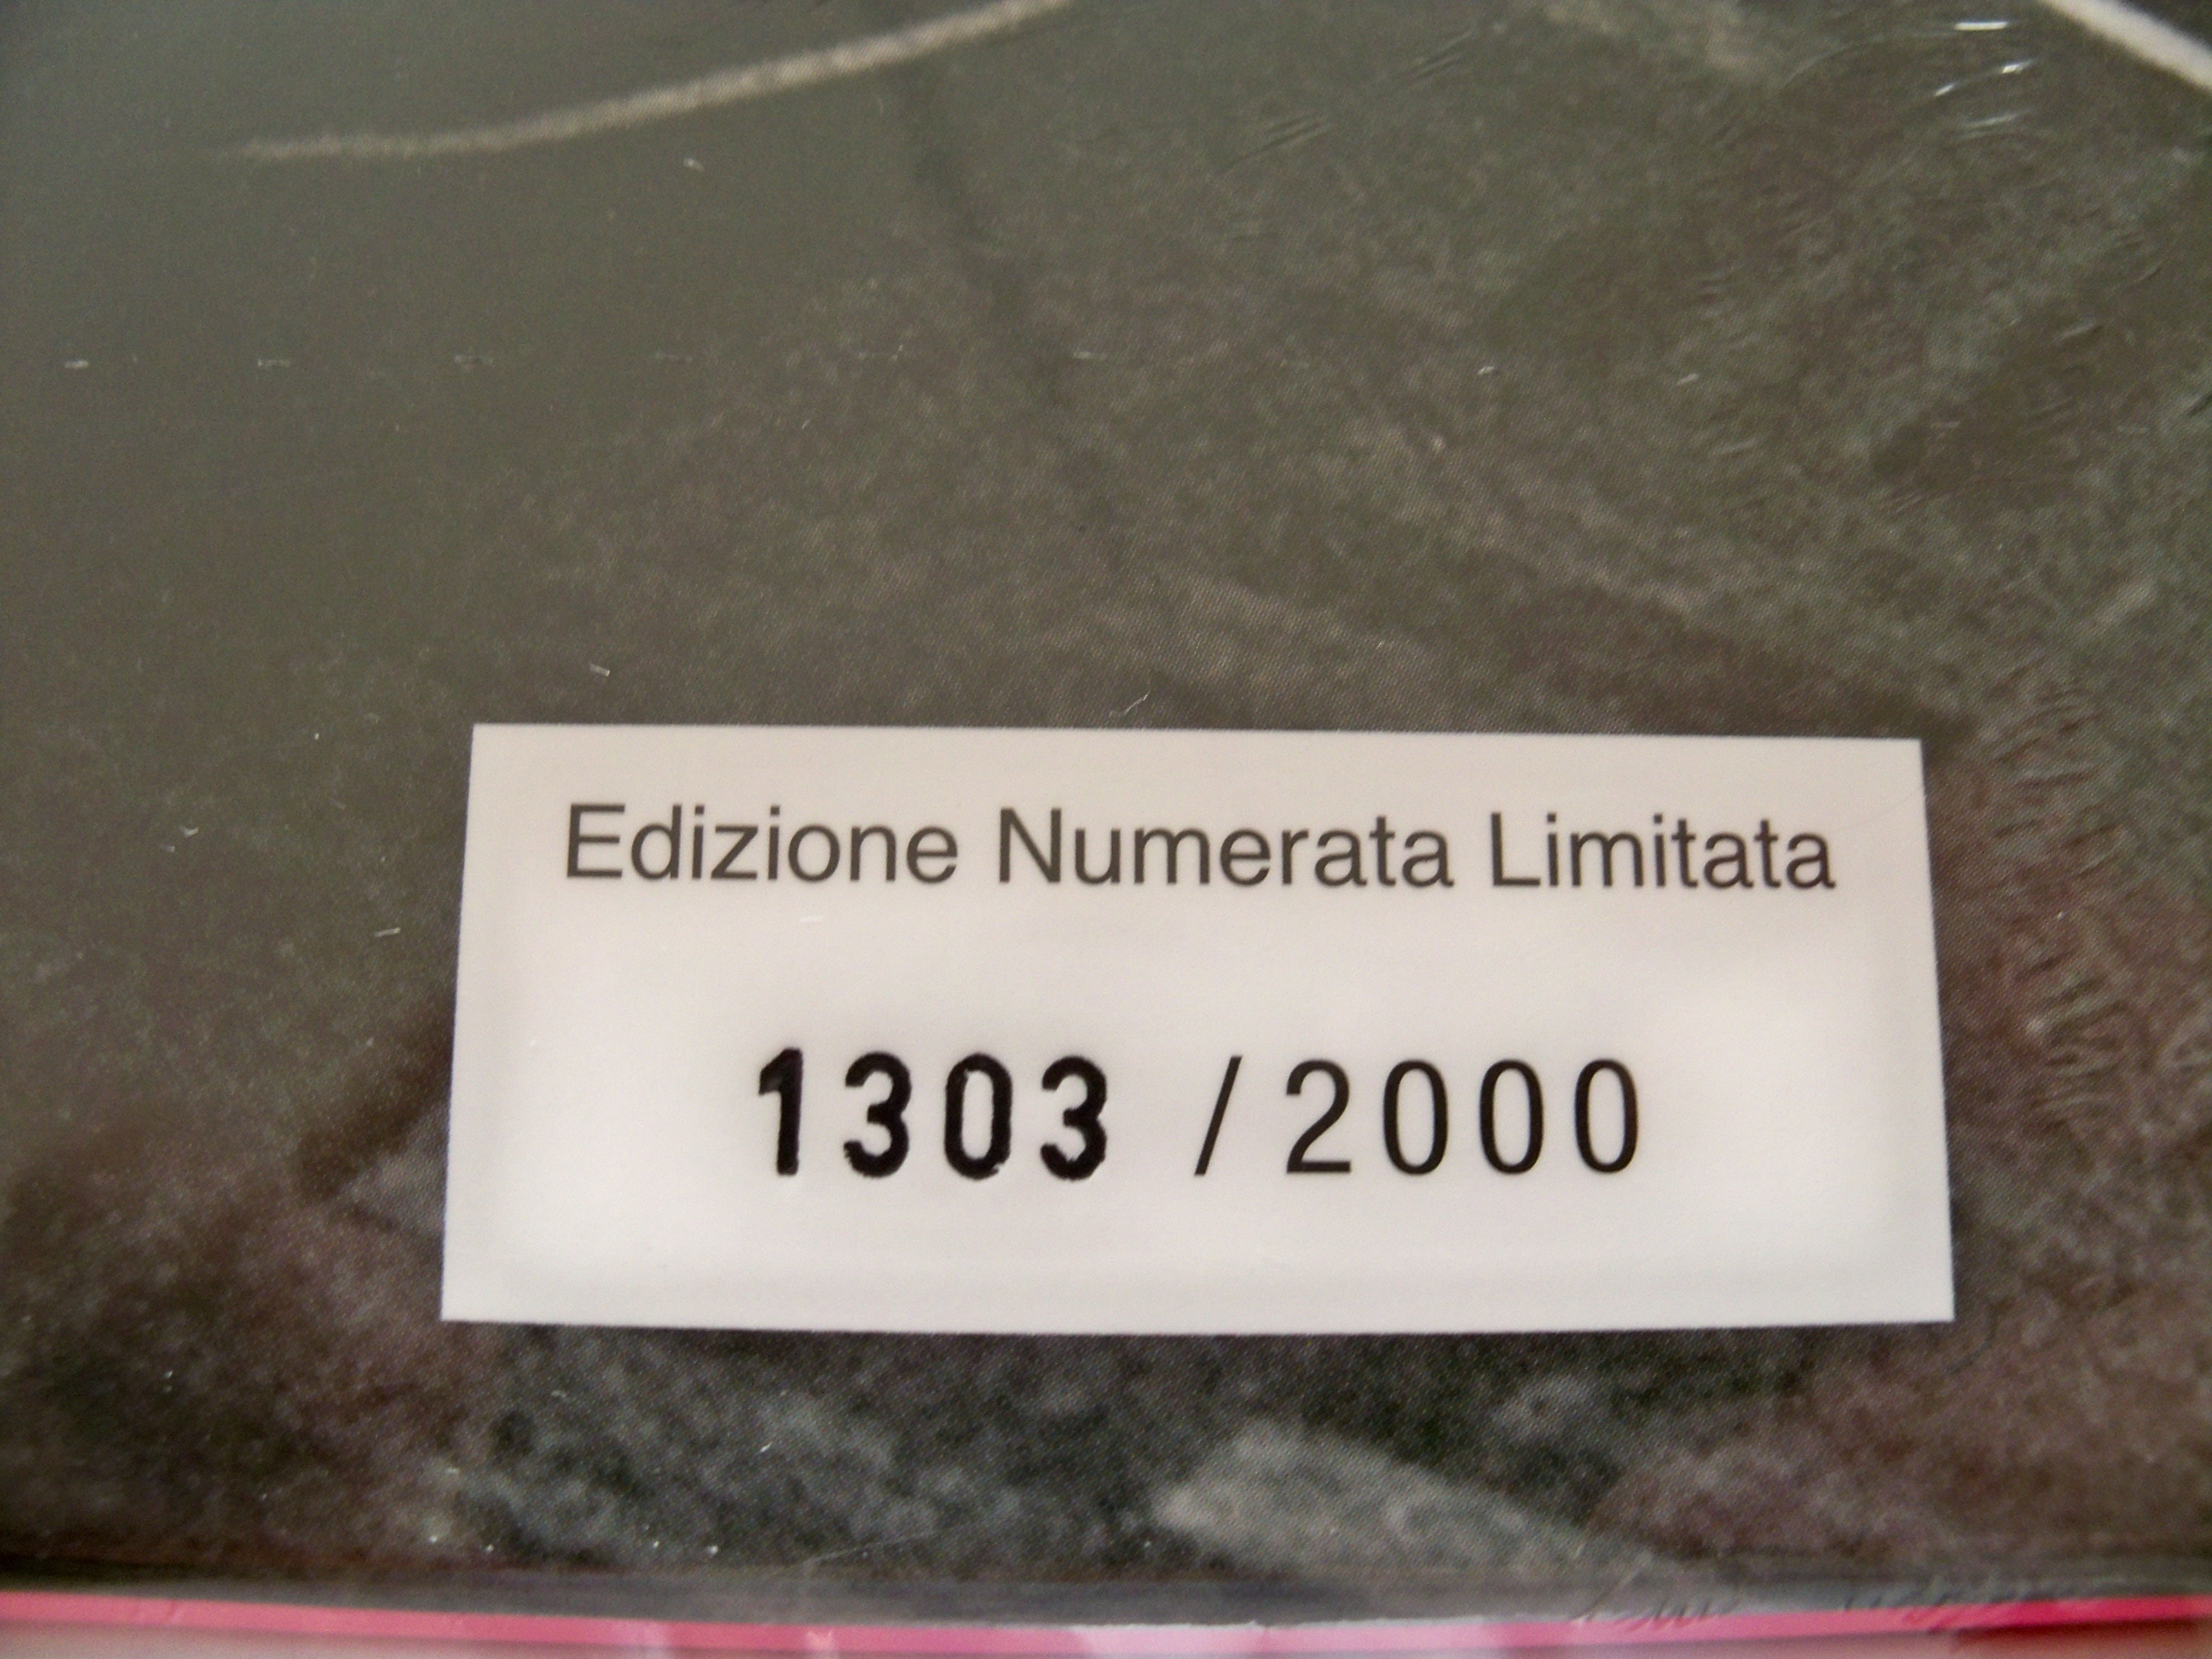 Edizione Numerata Limitata
1303 / 2000